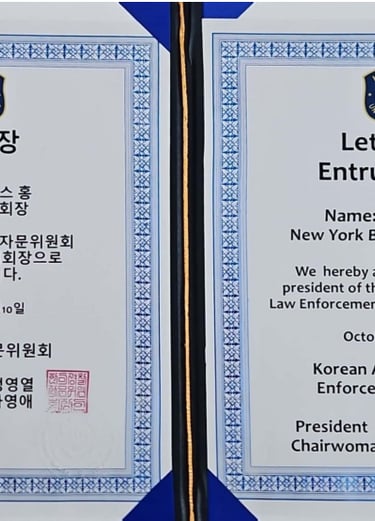 장
스 홍
회장
자문위원회
회장으로
다.
10일
문위원회
영열
영애
Let
Entru
Name:
New York B
We hereby a
president of th
Law Enforcemen
Octo
Korean A
Enforce
President
Chairwoma